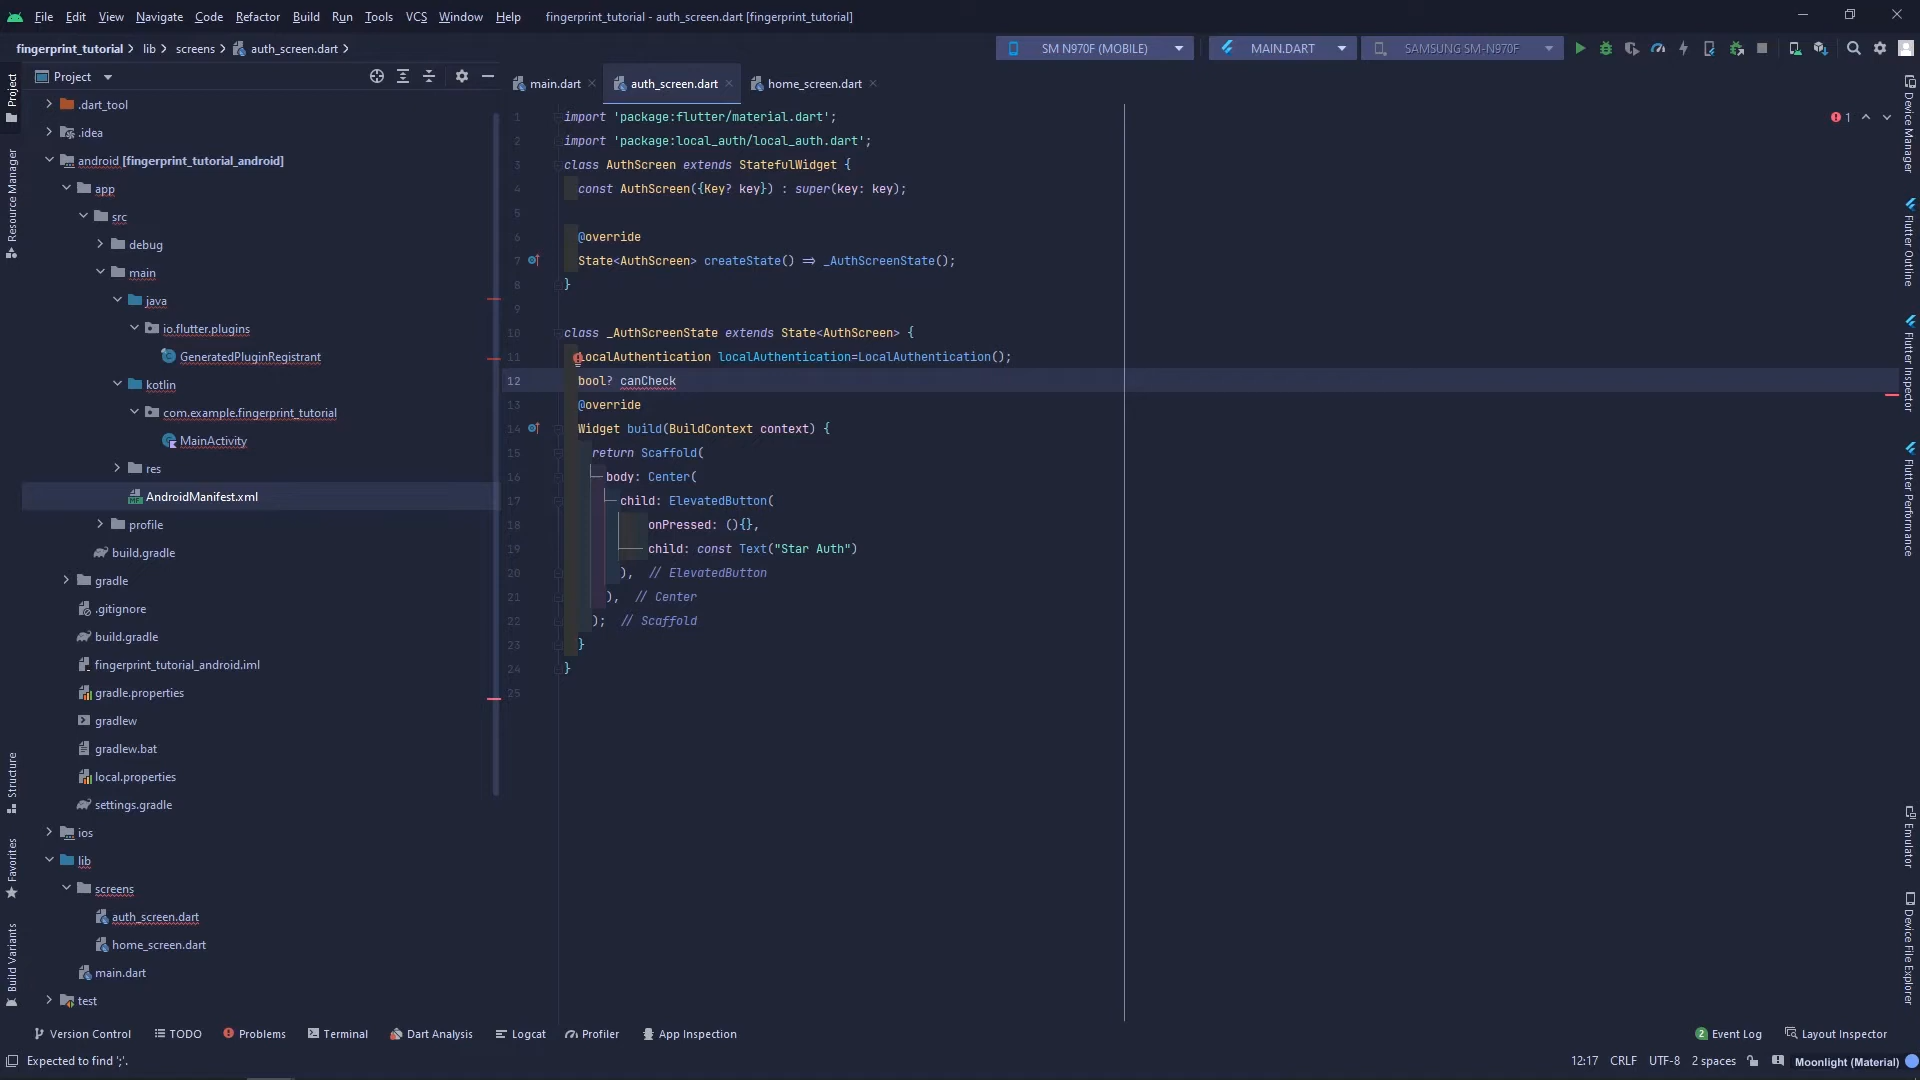 File Edit View Navigate Code Refactor Build Run Tools VCS Window Help fingerprint_tutorial - auth_screen.dart [fingerprint_tutorial]
fingerprint_tutorial lib screens auth_screen.dart SM N970F (MOBILE) MAIN.DART SAMSUNG SM-N970F
Project
main.dart auth_screen.dart home_screen.dart
.dart_tool
.idea
android [fingerprint_tutorial_android]
app
src
debug
main
java
io.flutter.plugins
GeneratedPluginRegistrant
kotlin
com.example.fingerprint_tutorial
MainActivity
res
AndroidManifest.xml
profile
build.gradle
gradle
.gitignore
build.gradle
fingerprint_tutorial_android.iml
gradle.properties
gradlew
gradlew.bat
local.properties
settings.gradle
ios
lib
screens
auth_screen.dart
home_screen.dart
main.dart
test
1 import 'package:flutter/material.dart';
2 import 'package:local_auth/local_auth.dart';
3 class AuthScreen extends StatefulWidget {
4 const AuthScreen({Key? key}) : super(key: key);
5
6 @override
7 State<AuthScreen> createState() => _AuthScreenState();
8 }
9
10 class _AuthScreenState extends State<AuthScreen> {
11 LocalAuthentication localAuthentication=LocalAuthentication();
12 bool? canCheck
13 @override
14 Widget build(BuildContext context) {
15 return Scaffold(
16 body: Center(
17 child: ElevatedButton(
18 onPressed: (){},
19 child: const Text("Star Auth")
20 ), // ElevatedButton
21 ), // Center
22 ); // Scaffold
23 }
24 }
25
1
Project
Resource Manager
Structure
Favorites
Build Variants
Device Manager
Flutter Outline
Flutter Inspector
Flutter Performance
Emulator
Device File Explorer
Version Control TODO Problems Terminal Dart Analysis Logcat Profiler App Inspection 2 Event Log Layout Inspector
Expected to find ';'. 12:17 CRLF UTF-8 2 spaces Moonlight (Material)